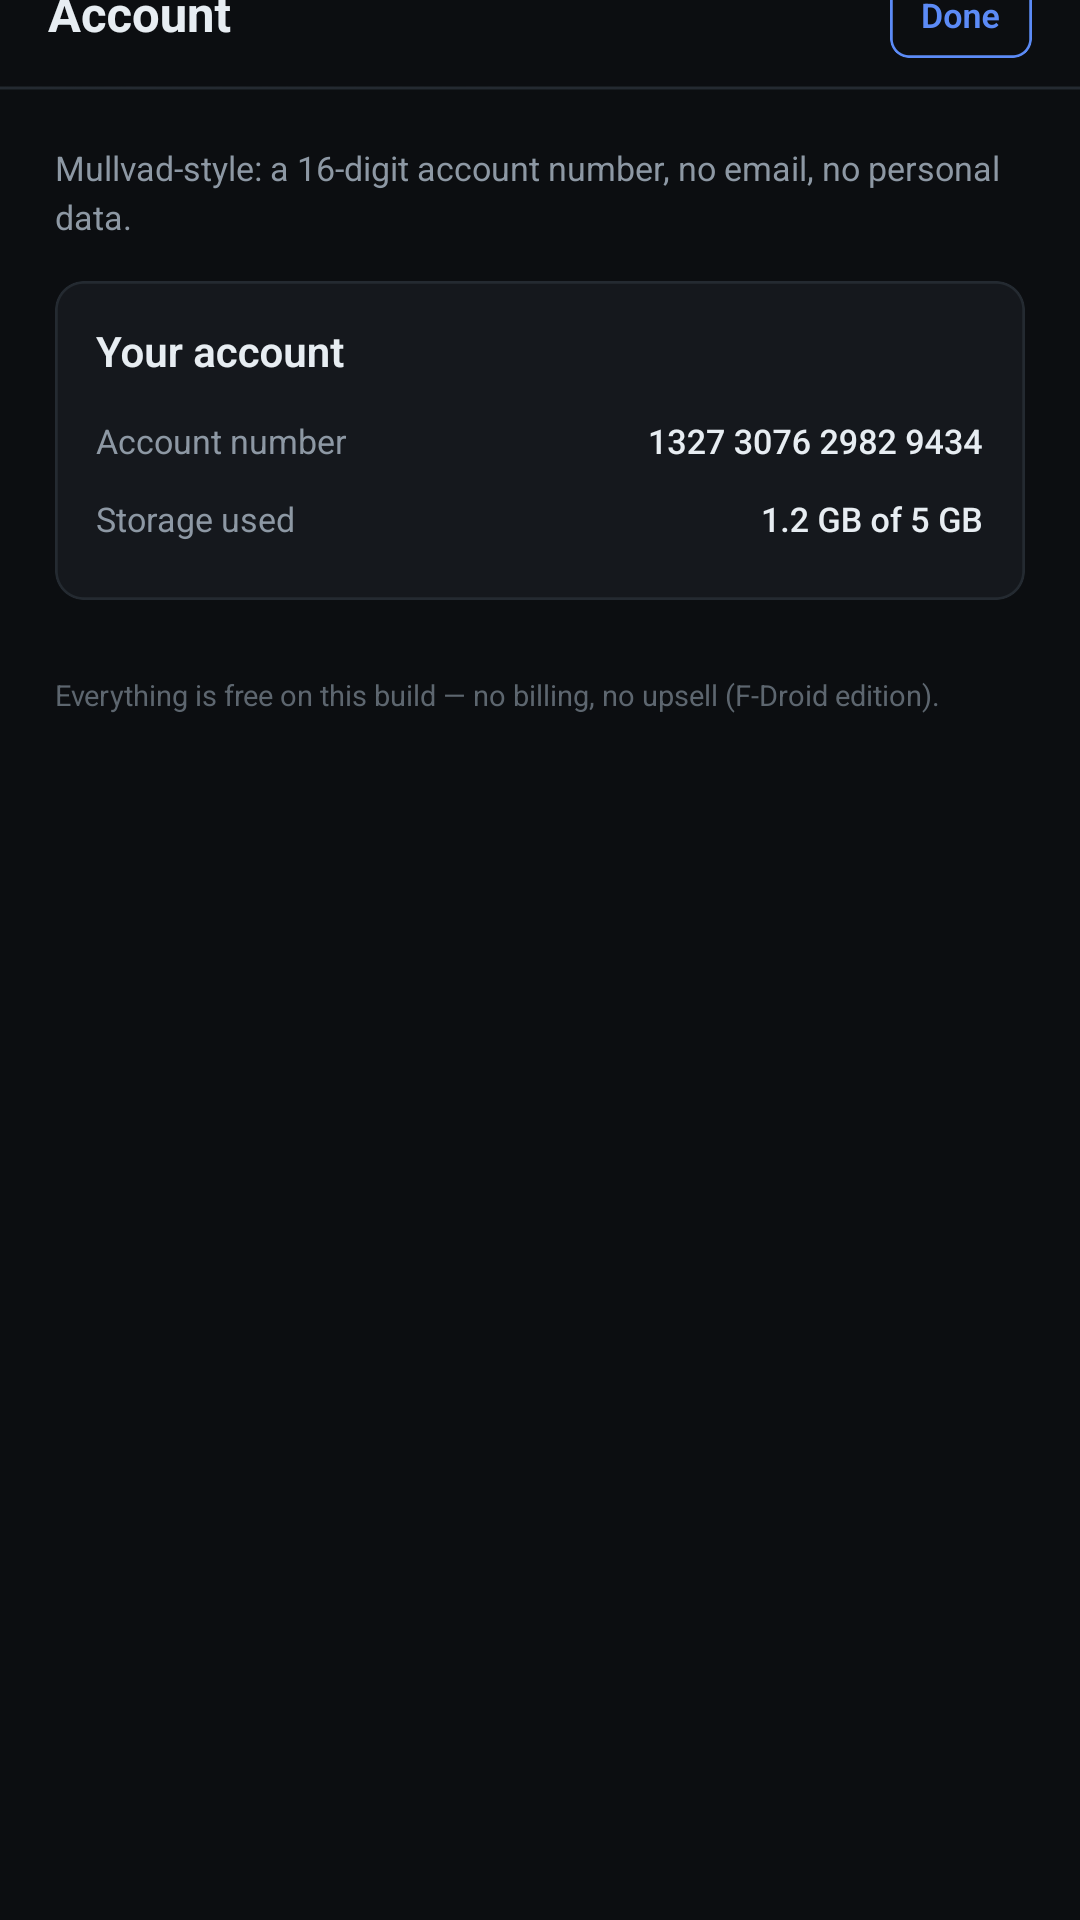 Account
Done
Mullvad-style: a 16-digit account number, no email, no personal
data.
Your account
Account number
1327 3076 2982 9434
Storage used
1.2 GB of 5 GB
Everything is free on this build — no billing, no upsell (F-Droid edition).